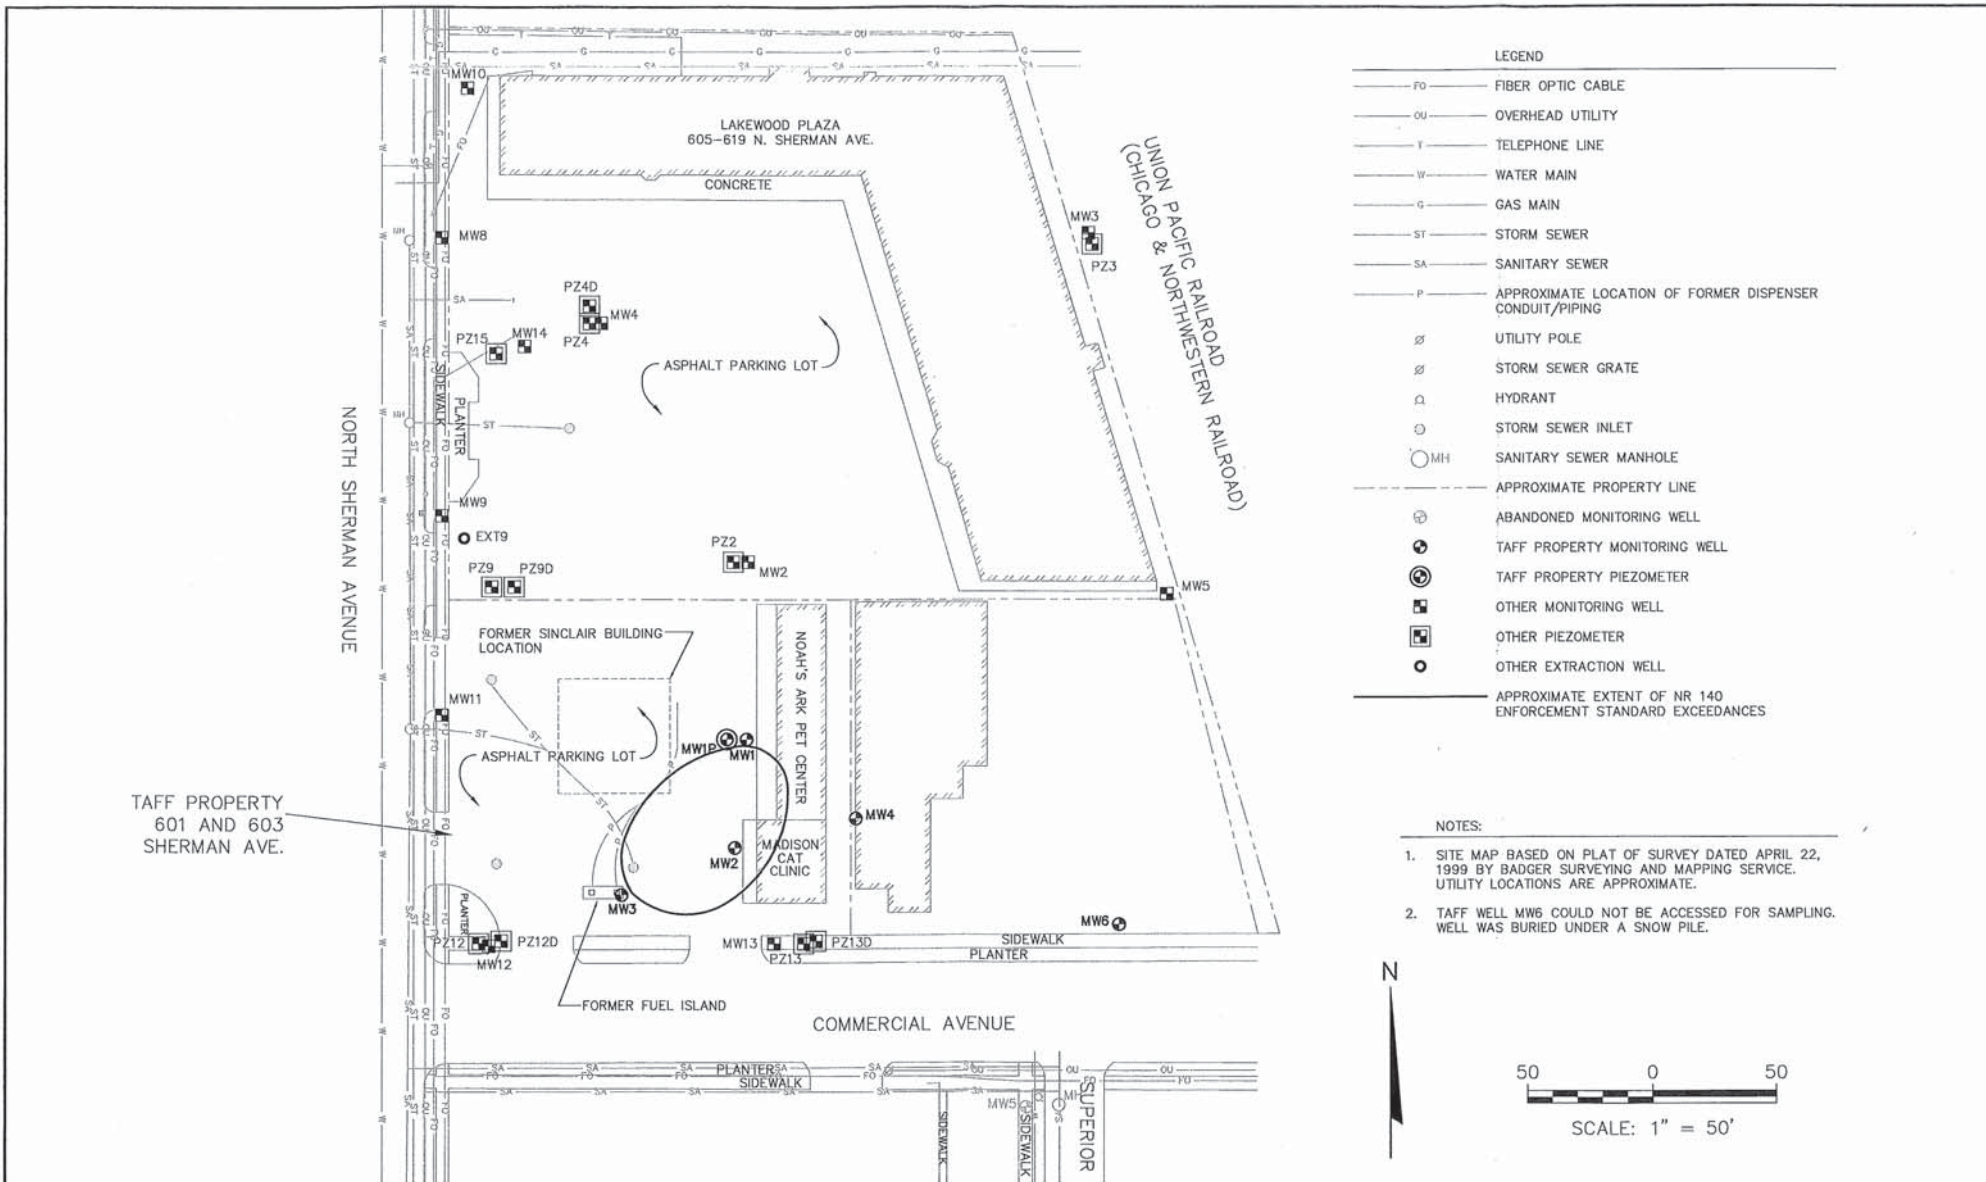 LEGEND
FO FIBER OPTIC CABLE
OU OVERHEAD UTILITY
T TELEPHONE LINE
W WATER MAIN
G GAS MAIN
ST STORM SEWER
SA SANITARY SEWER
P APPROXIMATE LOCATION OF FORMER DISPENSER
CONDUIT/PIPING
UTILITY POLE
STORM SEWER GRATE
HYDRANT
STORM SEWER INLET
MH SANITARY SEWER MANHOLE
APPROXIMATE PROPERTY LINE
ABANDONED MONITORING WELL
TAFF PROPERTY MONITORING WELL
TAFF PROPERTY PIEZOMETER
OTHER MONITORING WELL
OTHER PIEZOMETER
OTHER EXTRACTION WELL
APPROXIMATE EXTENT OF NR 140
ENFORCEMENT STANDARD EXCEEDANCES
NOTES:
1. SITE MAP BASED ON PLAT OF SURVEY DATED APRIL 22,
1999 BY BADGER SURVEYING AND MAPPING SERVICE.
UTILITY LOCATIONS ARE APPROXIMATE.
2. TAFF WELL MW6 COULD NOT BE ACCESSED FOR SAMPLING.
WELL WAS BURIED UNDER A SNOW PILE.
N
50 0 50
SCALE: 1" = 50'
MW10
LAKEWOOD PLAZA
605-619 N. SHERMAN AVE.
CONCRETE
UNION PACIFIC RAILROAD
(CHICAGO & NORTHWESTERN RAILROAD)
MW3
PZ3
MH
MW8
PZ4D
MW4
PZ4
MW14
PZ15
ASPHALT PARKING LOT
SIDEWALK
PLANTER
MH
ST
SA
NORTH SHERMAN AVENUE
MW9
EXT9
PZ9
PZ9D
PZ2
MW2
MW5
FORMER SINCLAIR BUILDING
LOCATION
NOAH'S ARK PET CENTER
MW11
ST
ASPHALT PARKING LOT
MW1P
MW1
TAFF PROPERTY
601 AND 603
SHERMAN AVE.
MW4
MW2
MADISON
CAT
CLINIC
MW3
PLANTER
PZ12
PZ12D
MW12
MW13
PZ13
PZ13D
MW6
SIDEWALK
PLANTER
FORMER FUEL ISLAND
COMMERCIAL AVENUE
PLANTER
SIDEWALK
MW5
MH
SIDEWALK
SIDEWALK
SUPERIOR